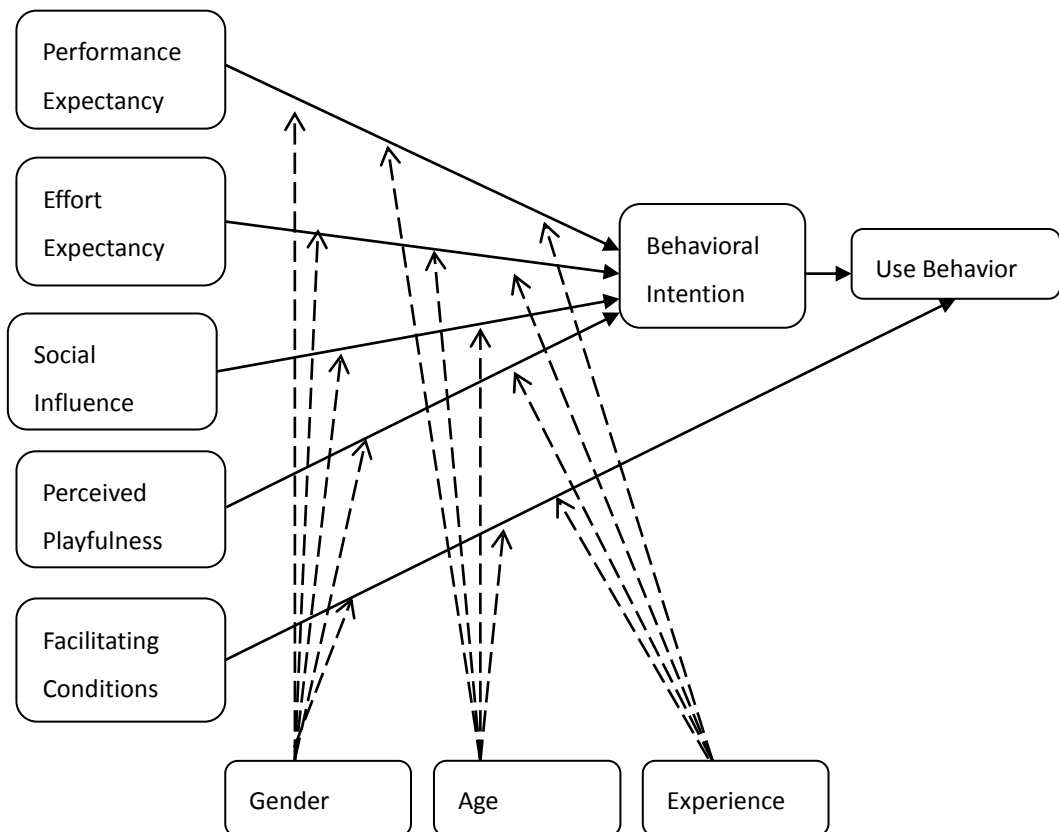 Performance
Expectancy
Effort
Expectancy
Behavioral
Intention
Use Behavior
Social
Influence
Perceived
Playfulness
Facilitating
Conditions
Gender
Age
Experience